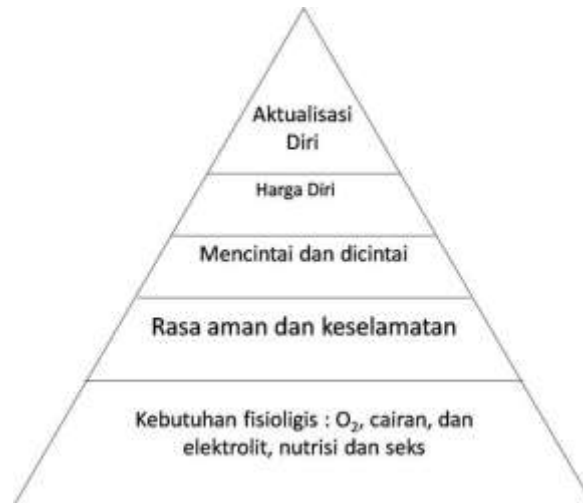 Aktualisasi
Diri
Harga Diri
Mencintai dan dicintai
Rasa aman dan keselamatan
Kebutuhan fisioligis : O₂, cairan, dan
elektrolit, nutrisi dan seks